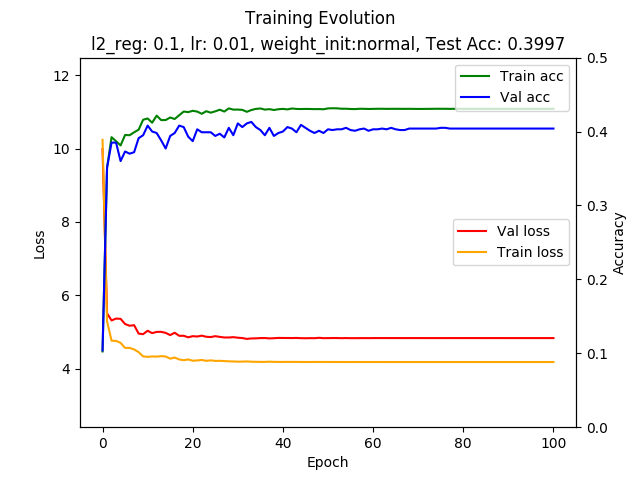 Training Evolution
l2_reg: 0.1, lr: 0.01, weight_init:normal, Test Acc: 0.3997
Train acc
Val acc
Val loss
Train loss
Loss
12
10
8
6
4
0.5
0.4
0.3
0.2
0.1
0.0
Accuracy
0 20 40 60 80 100
Epoch